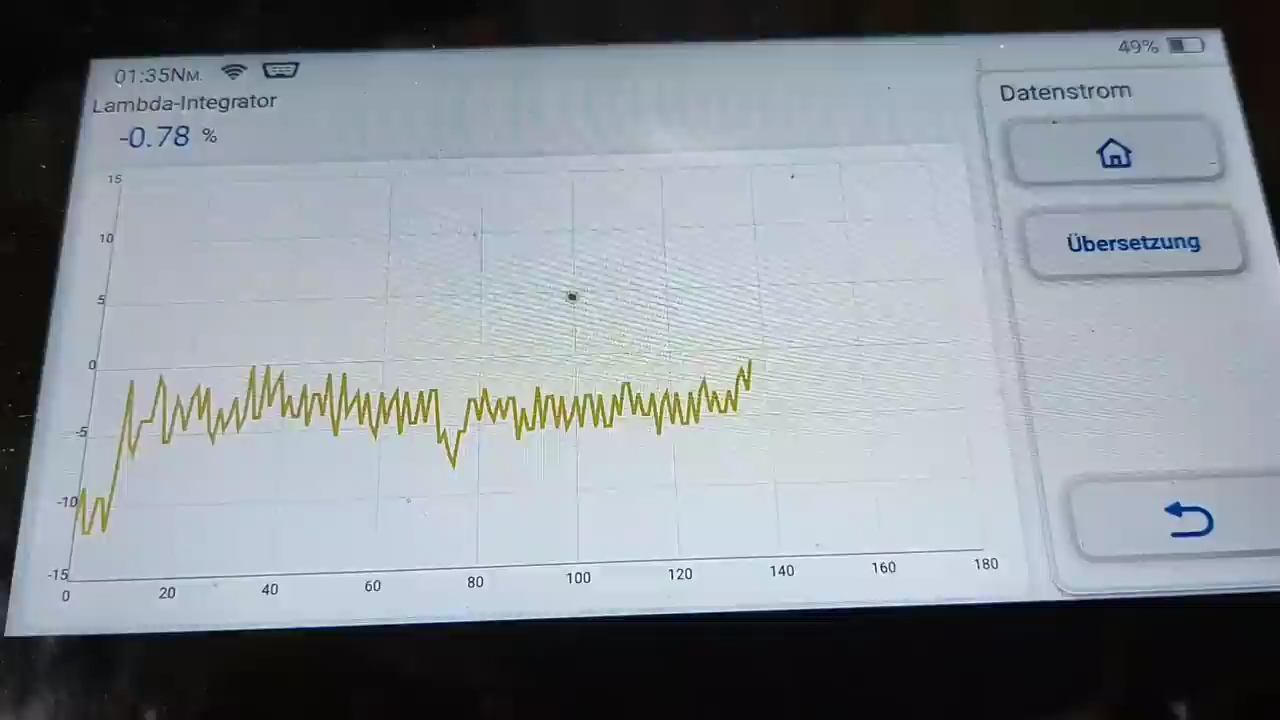 01:35NM.
49%
Lambda-Integrator
-0.78 %
Datenstrom
Übersetzung
15
10
5
0
-5
-10
-15
0 20 40 60 80 100 120 140 160 180